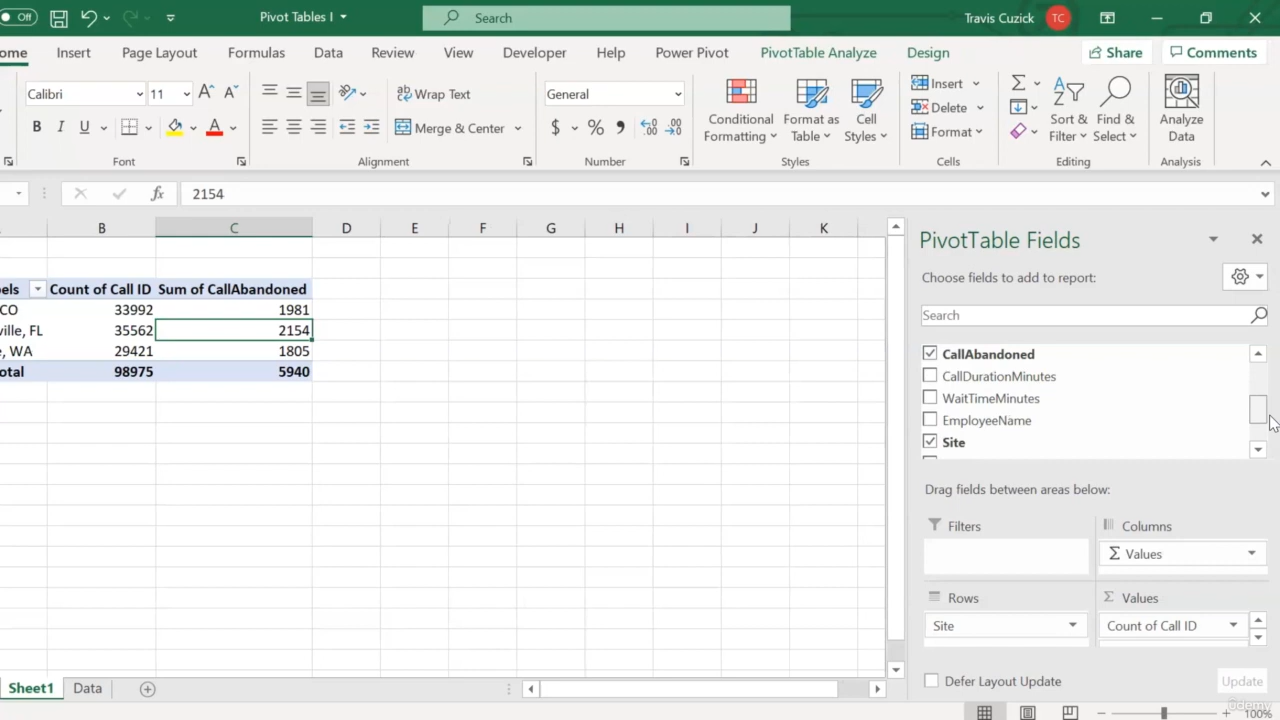 Off
Pivot Tables I
Search
Travis Cuzick
TC
ome
Insert
Page Layout
Formulas
Data
Review
View
Developer
Help
Power Pivot
PivotTable Analyze
Design
Share
Comments
Calibri
11
Wrap Text
General
Conditional
Formatting
Format as
Table
Cell
Styles
Insert
Delete
Format
Sort &
Filter
Find &
Select
Analyze
Data
B I U
Merge & Center
$ % ,
Font
Alignment
Number
Styles
Cells
Editing
Analysis
fx
2154
B C D E F G H I J K
els Count of Call ID Sum of CallAbandoned
CO 33992 1981
ville, FL 35562 2154
e, WA 29421 1805
otal 98975 5940
PivotTable Fields
Choose fields to add to report:
Search
CallAbandoned
CallDurationMinutes
WaitTimeMinutes
EmployeeName
Site
Drag fields between areas below:
Filters
Columns
Σ Values
Rows
Σ Values
Site
Count of Call ID
Defer Layout Update
Update
Sheet1
Data
100%
ûdemy